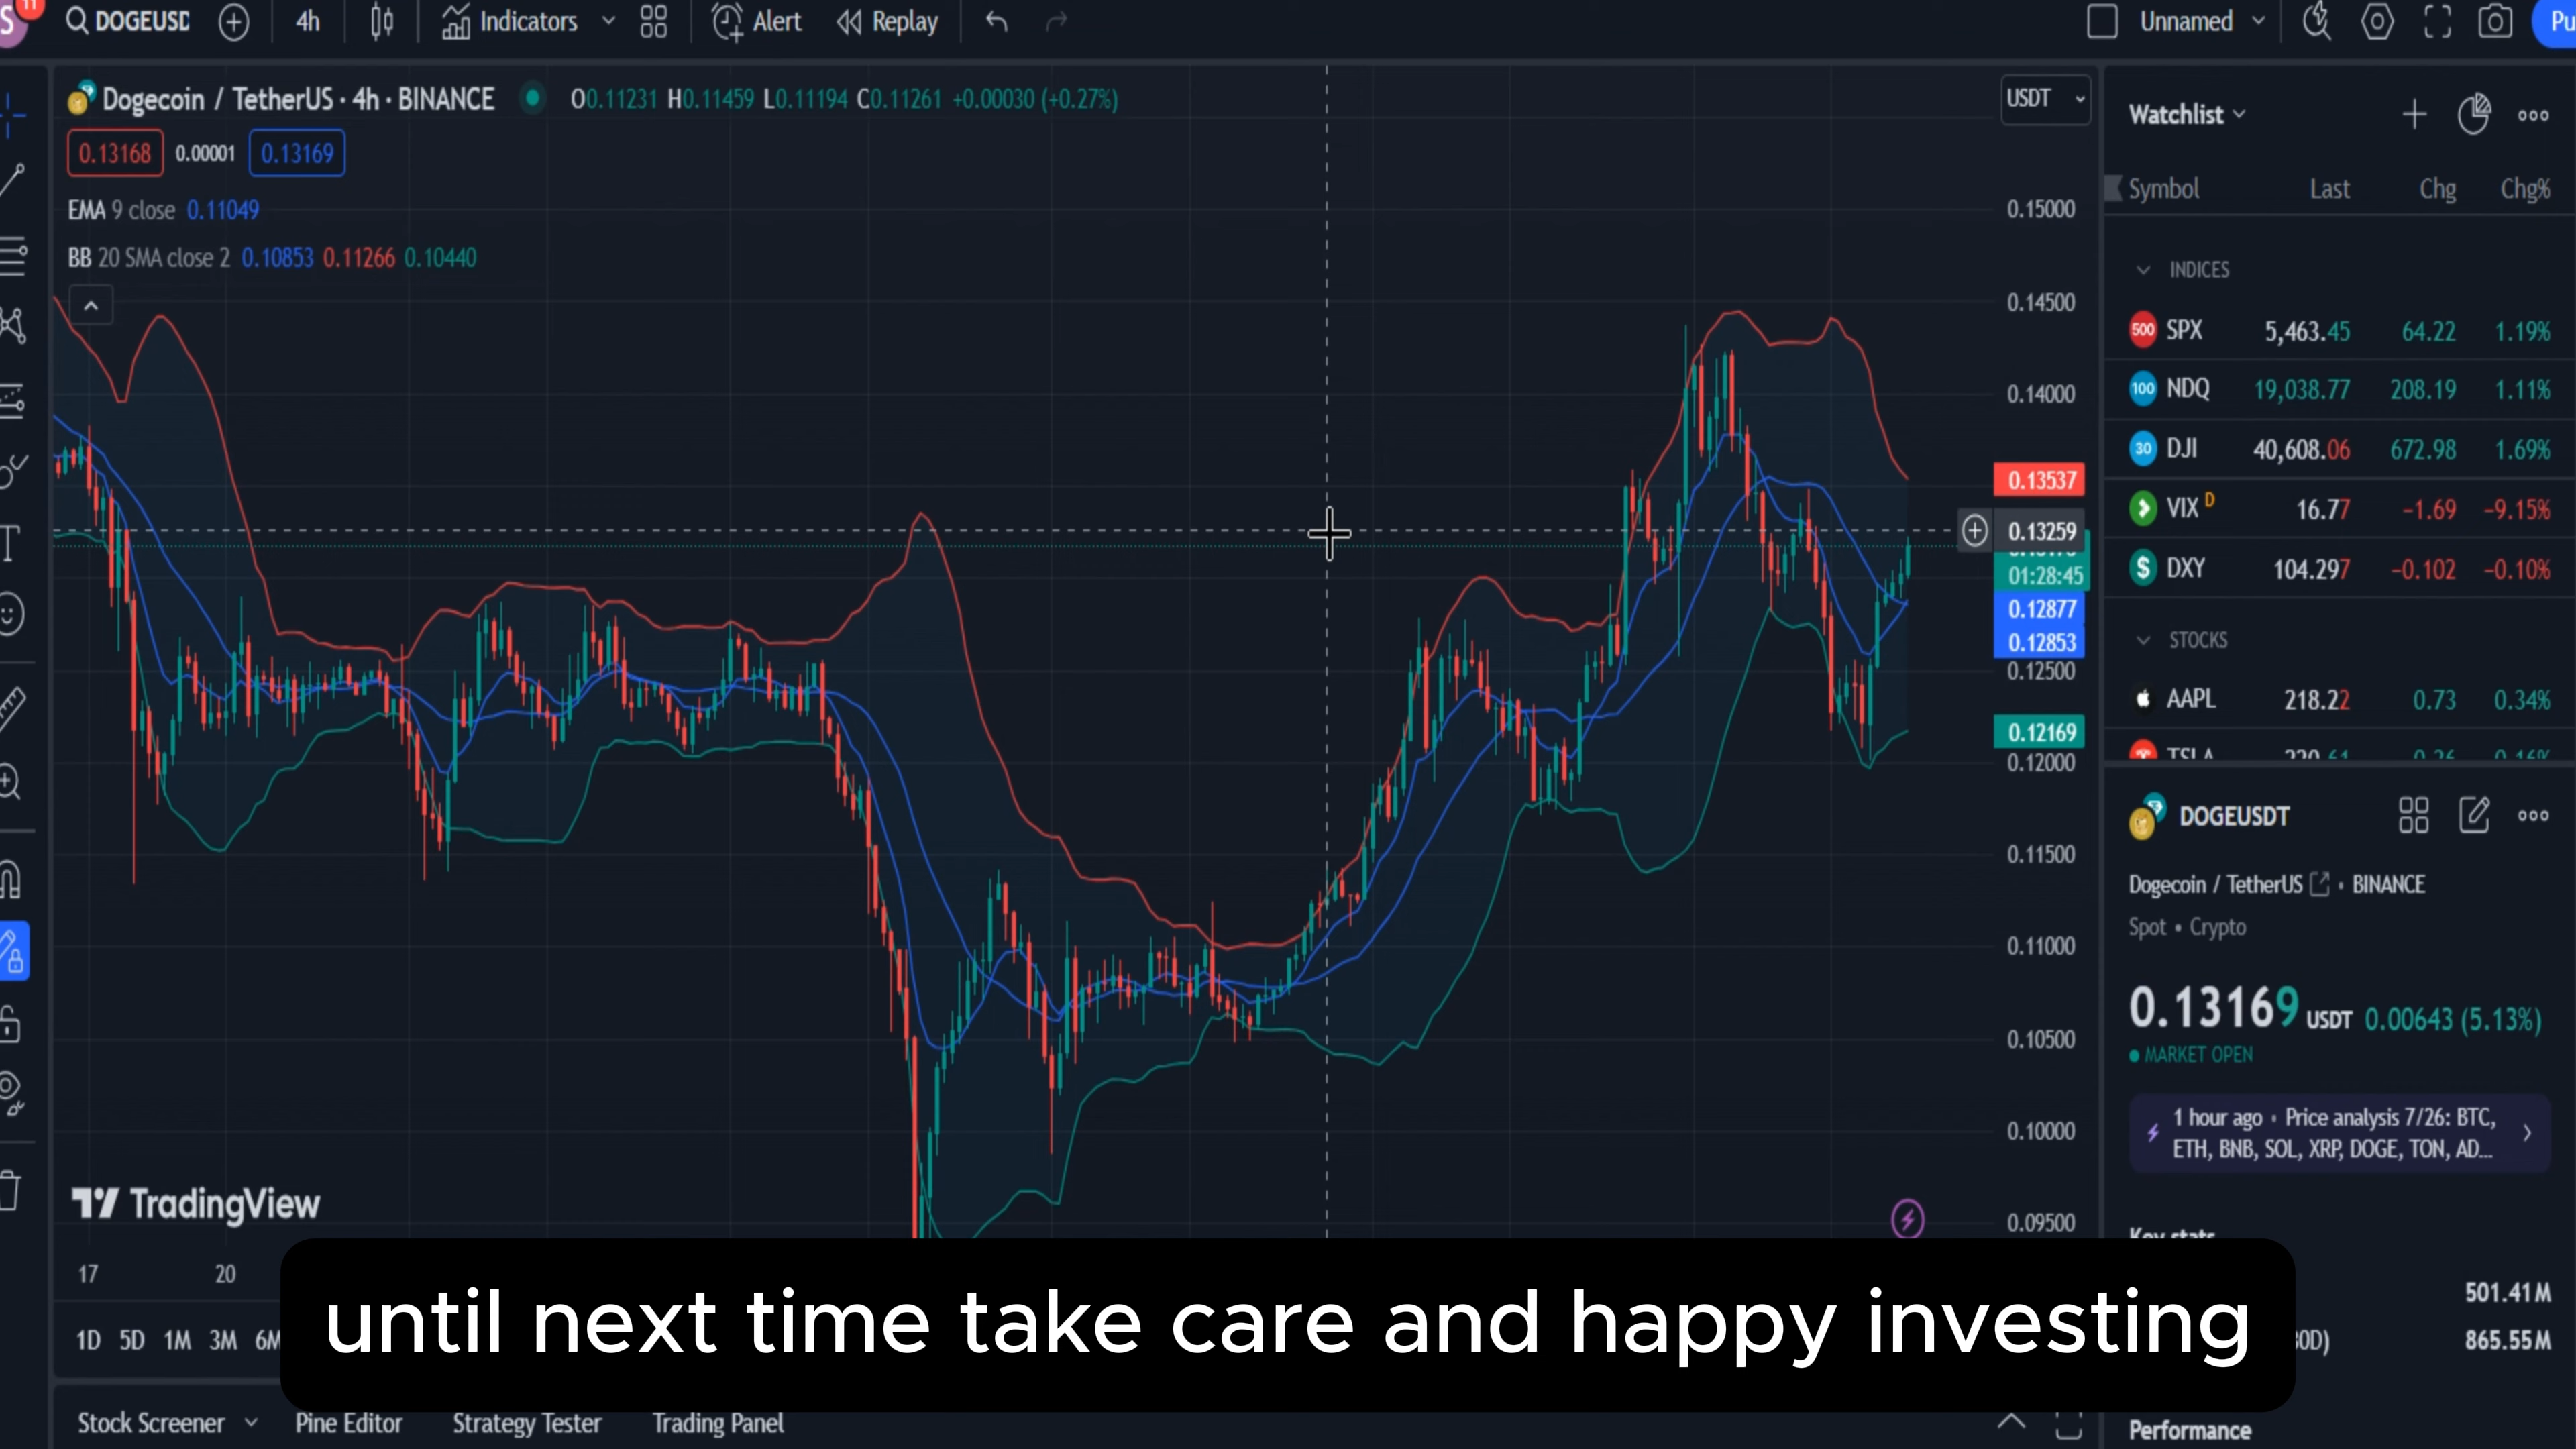 S 11 DOGEUSD 4h Indicators Alert Replay Unnamed Pu
Dogecoin / TetherUS · 4h · BINANCE O0.11231 H0.11459 L0.11194 C0.11261 +0.00030 (+0.27%)
0.13168 0.00001 0.13169
EMA 9 close 0.11049
BB 20 SMA close 2 0.10853 0.11266 0.10440
USDT
0.15000
0.14500
0.14000
0.13537
0.13259
01:28:45
0.12877
0.12853
0.12500
0.12169
0.12000
0.11500
0.11000
0.10500
0.10000
0.09500
TradingView
17 20
1D 5D 1M 3M 6M
until next time take care and happy investing
Stock Screener Pine Editor Strategy Tester Trading Panel
Watchlist
Symbol Last Chg Chg%
INDICES
500 SPX 5,463.45 64.22 1.19%
100 NDQ 19,038.77 208.19 1.11%
30 DJI 40,608.06 672.98 1.69%
VIX D 16.77 −1.69 −9.15%
$ DXY 104.297 −0.102 −0.10%
STOCKS
AAPL 218.22 0.73 0.34%
DOGEUSDT
Dogecoin / TetherUS • BINANCE
Spot • Crypto
0.13169 USDT 0.00643 (5.13%)
MARKET OPEN
1 hour ago • Price analysis 7/26: BTC,
ETH, BNB, SOL, XRP, DOGE, TON, AD...
Key stats
501.41M
865.55M
Performance